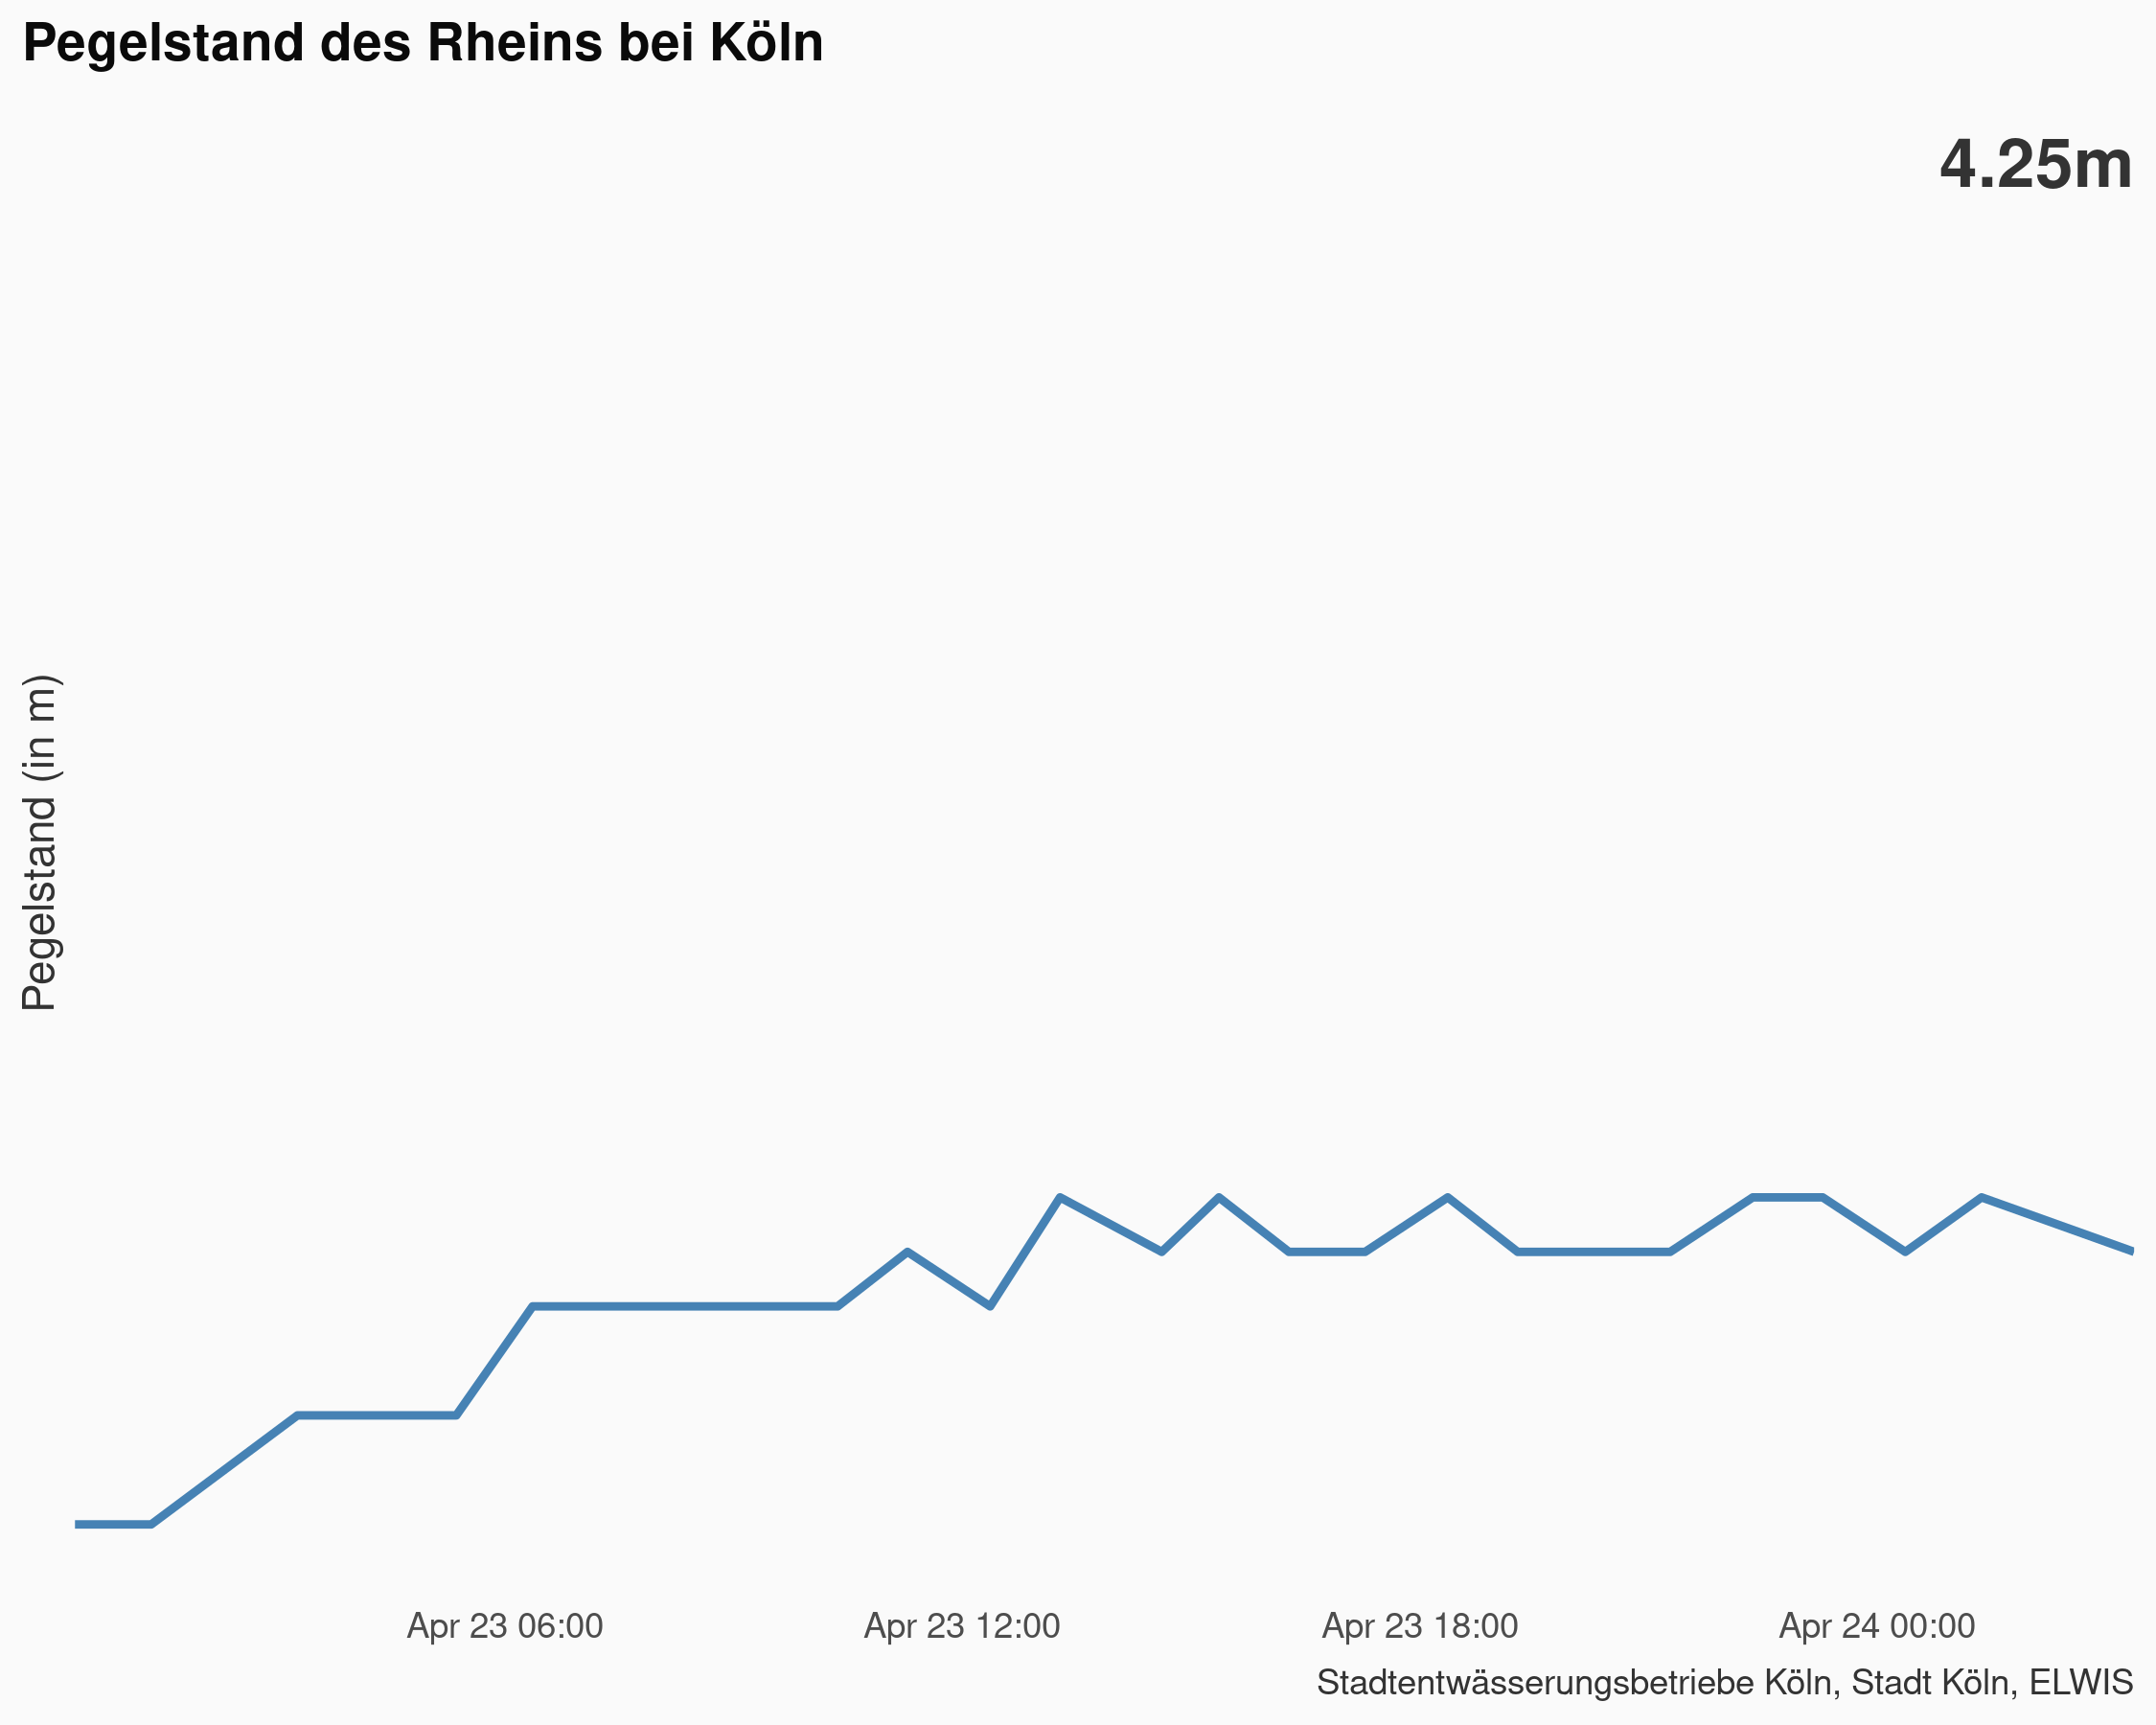 Pegelstand des Rheins bei Köln
4.25m
Pegelstand (in m)
Apr 23 06:00
Apr 23 12:00
Apr 23 18:00
Apr 24 00:00
Stadtentwässerungsbetriebe Köln, Stadt Köln, ELWIS